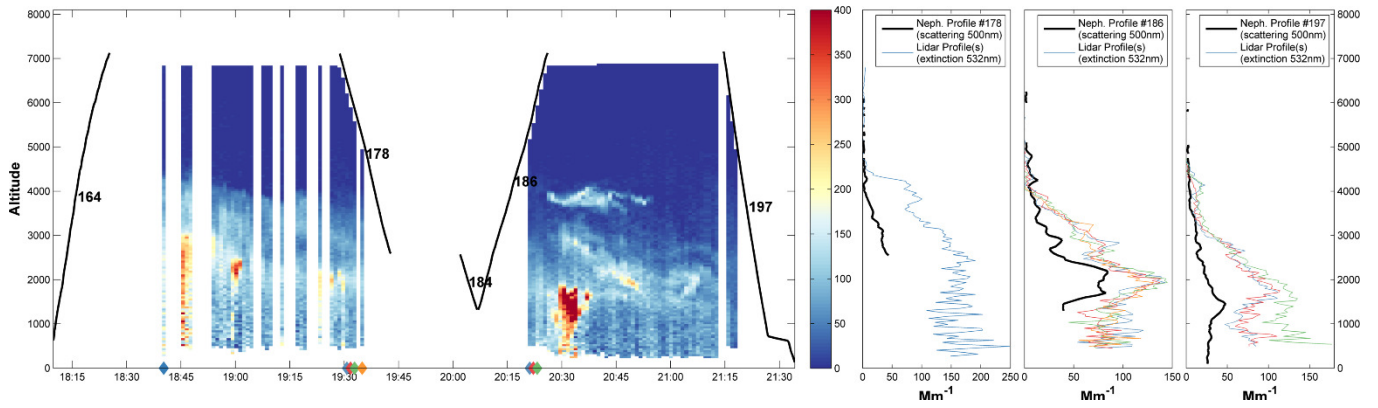 8000
7000
6000
5000
4000
3000
2000
1000
0
Altitude
164
178
184
186
197
18:15
18:30
18:45
19:00
19:15
19:30
19:45
20:00
20:15
20:30
20:45
21:00
21:15
21:30
400
350
300
250
200
150
100
50
0
Neph. Profile #178
(scattering 500nm)
Lidar Profile(s)
(extinction 532nm)
0 50 100 150 200 250
Mm-1
Neph. Profile #186
(scattering 500nm)
Lidar Profile(s)
(extinction 532nm)
0 50 100 150
Mm-1
Neph. Profile #197
(scattering 500nm)
Lidar Profile(s)
(extinction 532nm)
0 50 100 150
Mm-1
8000
7000
6000
5000
4000
3000
2000
1000
0